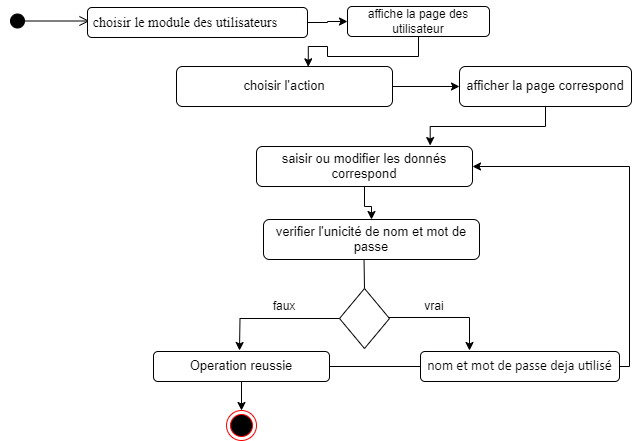 choisir le module des utilisateurs
affiche la page des
utilisateur
choisir l'action
afficher la page correspond
saisir ou modifier les donnés
correspond
verifier l'unicité de nom et mot de
passe
faux
vrai
Operation reussie
nom et mot de passe deja utilisé